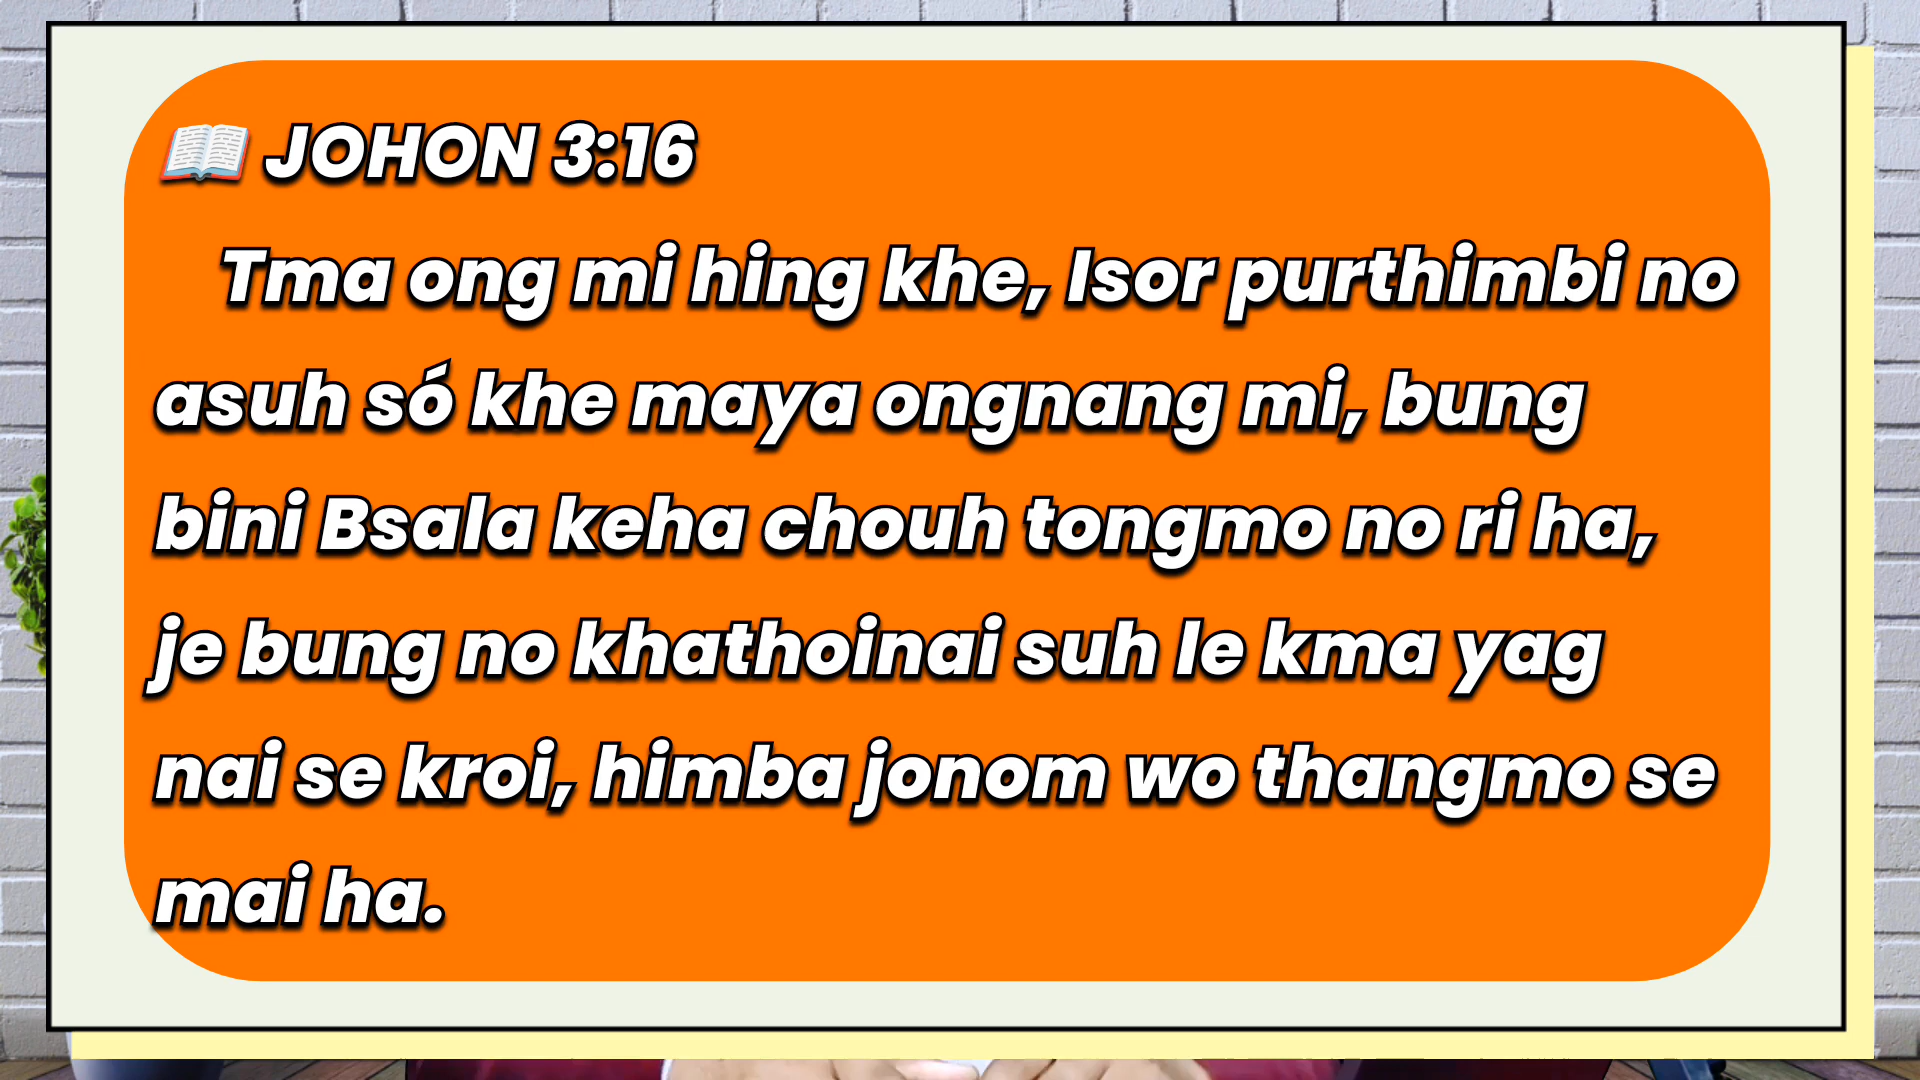 📖 JOHON 3:16
Tma ong mi hing khe, Isor purthimbi no
asuh só khe maya ongnang mi, bung
bini Bsala keha chouh tongmo no ri ha,
je bung no khathoinai suh le kma yag
nai se kroi, himba jonom wo thangmo se
mai ha.